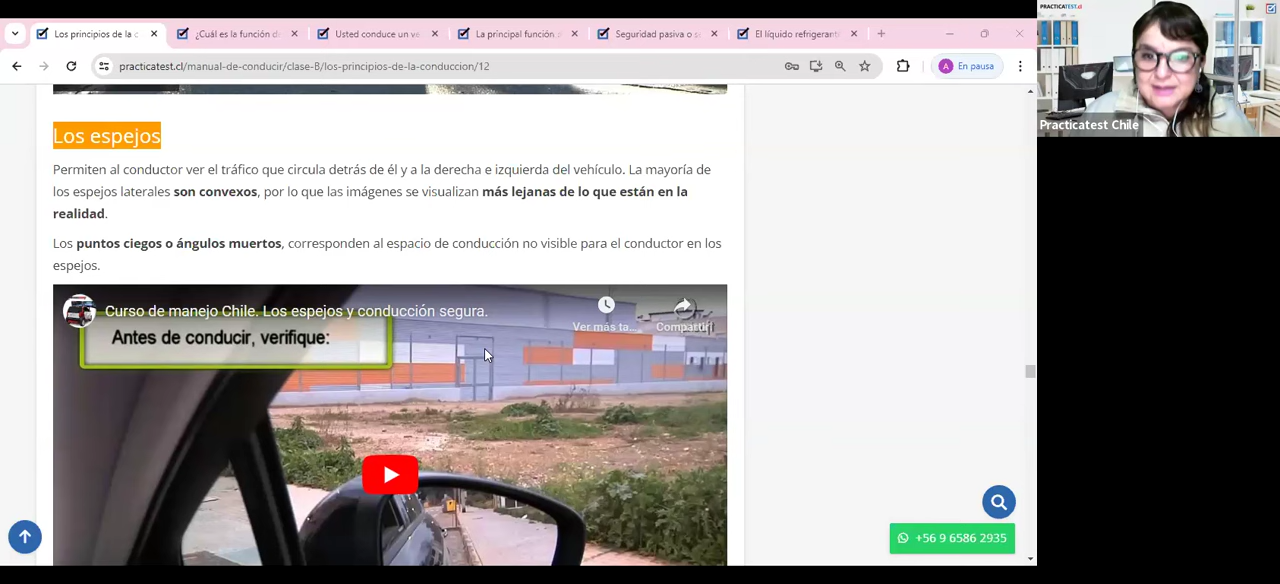 Los principios de la c
¿Cuál es la función de
Usted conduce un ve
La principal función
Seguridad pasiva o
El líquido refrigerant
practicatest.cl/manual-de-conducir/clase-B/los-principios-de-la-conduccion/12
A
En pausa
PRACTICATEST.cl
Practicatest Chile
Los espejos
Permiten al conductor ver el tráfico que circula detrás de él y a la derecha e izquierda del vehículo. La mayoría de
los espejos laterales son convexos, por lo que las imágenes se visualizan más lejanas de lo que están en la
realidad.
Los puntos ciegos o ángulos muertos, corresponden al espacio de conducción no visible para el conductor en los
espejos.
Curso de manejo Chile. Los espejos y conducción segura.
Ver más ta...
Compartir
Antes de conducir, verifique:
+56 9 6586 2935